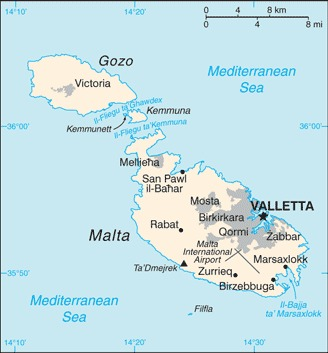 14°10' 14°20' 14°30'
0 4 8 km
0 4 8 mi
Gozo
Mediterranean
Sea
Victoria
Il-Fliegu ta'Ghawdex
Kemmuna
Kemmunett
Il-Fliegu ta'Kemmuna
36°00' 36°00'
Mellieha
San Pawl
il-Baħar
Mosta
VALLETTA
Birkirkara
Rabat
Qormi
Zabbar
Malta
Malta
International
Airport
Marsaxlokk
Ta'Dmejrek
Zurrieq
35°50' 35°50'
Birzebbuga
Il-Bajja
ta' Marsaxlokk
Mediterranean
Sea
Filfla
14°20' 14°30'